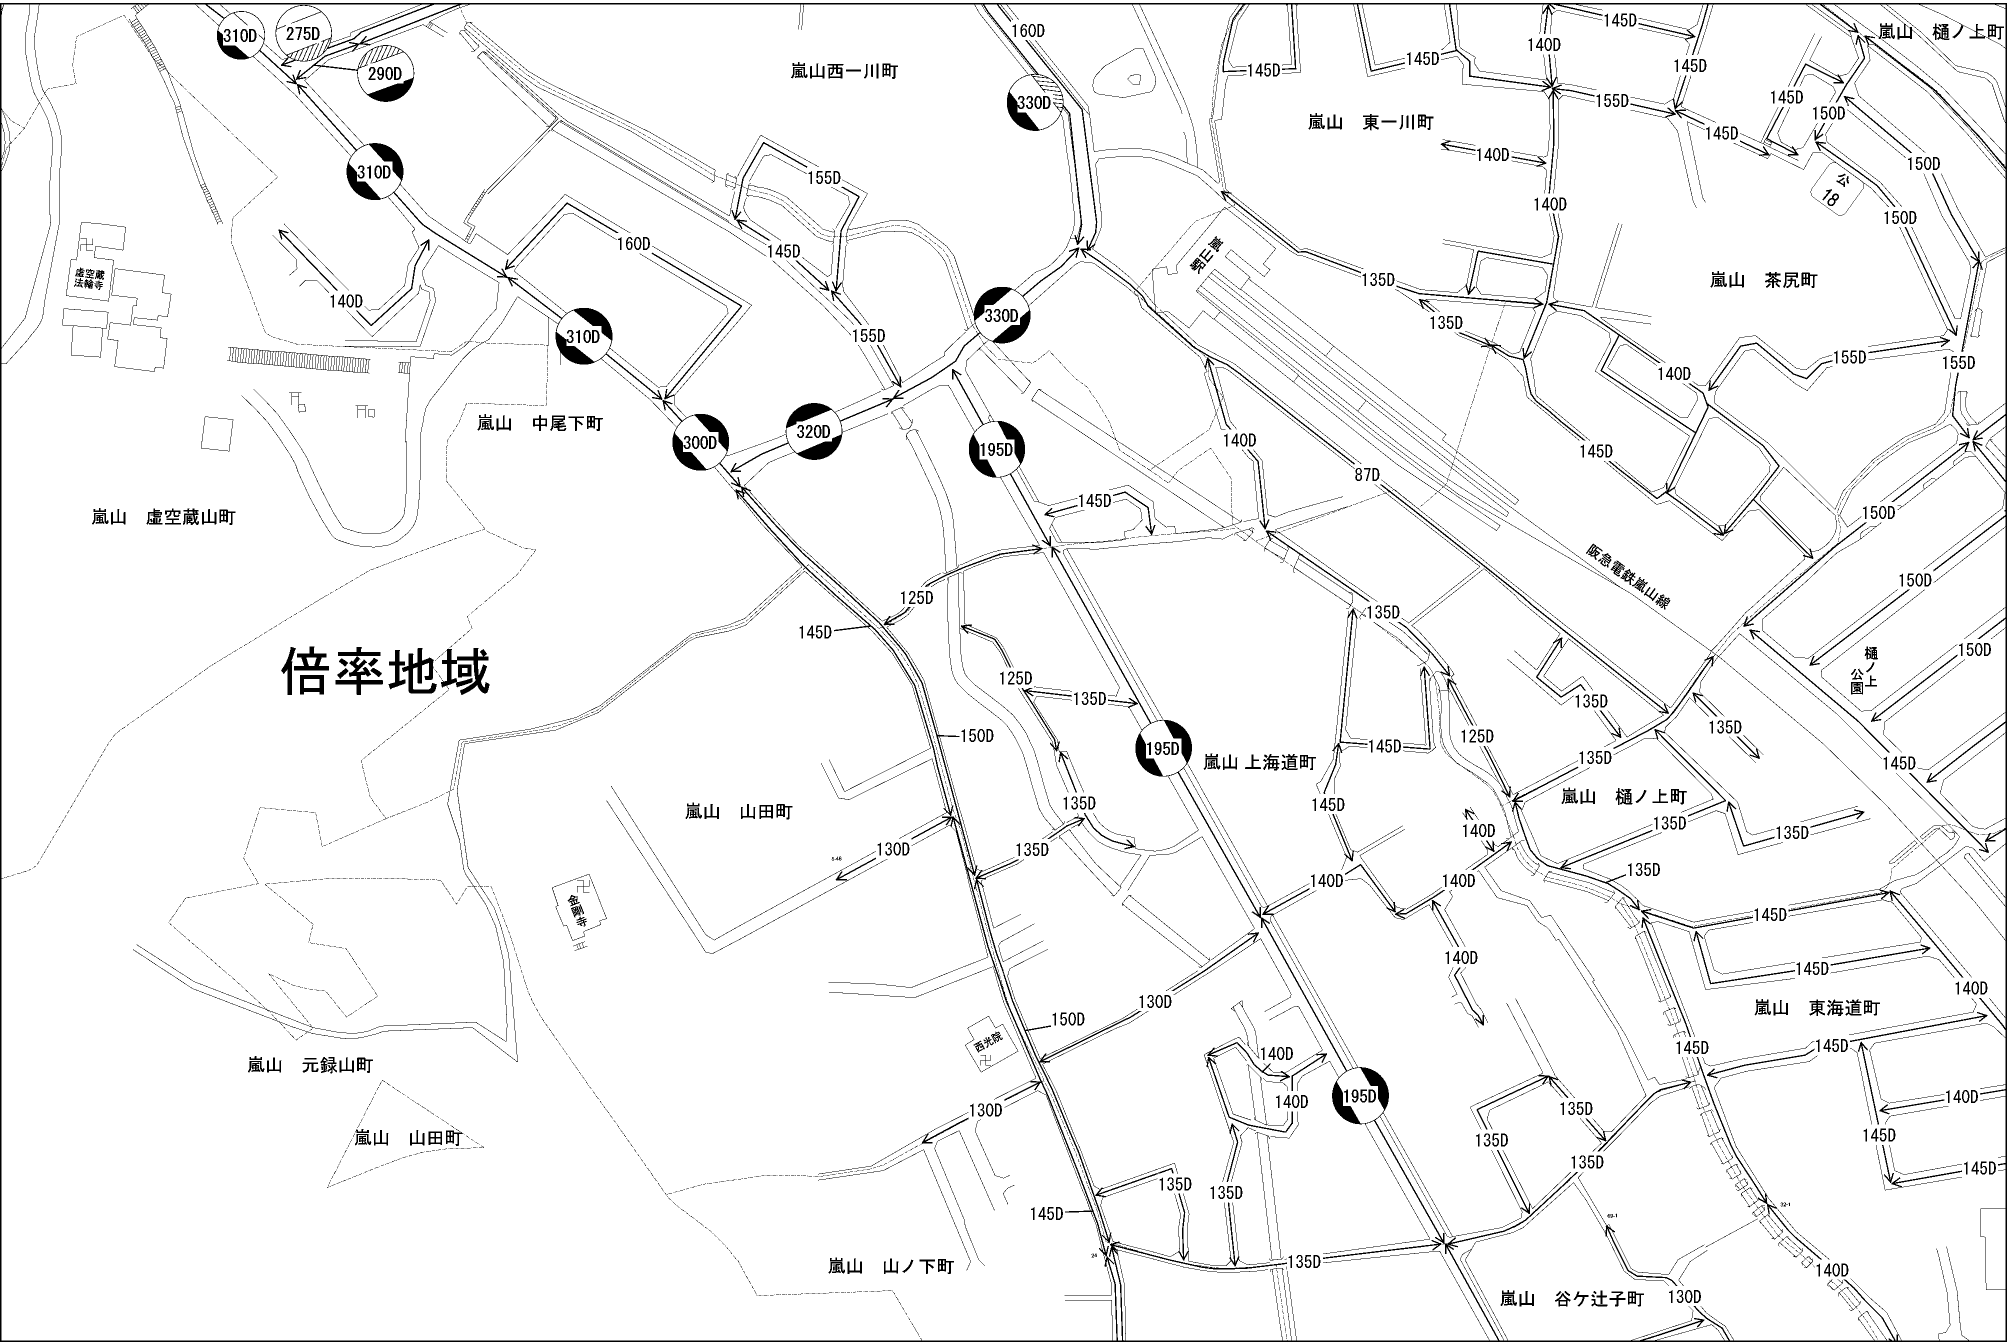 310D
275D
290D
160D
145D
140D
145D
嵐山 樋ノ上町
嵐山西一川町
145D
145D
145D
330D
155D
145D
150D
嵐山 東一川町
145D
140D
150D
310D
155D
公
18
140D
150D
160D
145D
嵐山駅
虚空蔵
法輪寺
140D
135D
嵐山 茶尻町
330D
135D
310D
155D
155D
155D
140D
嵐山 中尾下町
300D
320D
195D
140D
145D
87D
145D
150D
嵐山 虚空蔵山町
阪急電鉄嵐山線
150D
125D
135D
145D
倍率地域
150D
樋ノ上
公園
125D
135D
135D
135D
150D
125D
195D
145D
嵐山 上海道町
135D
145D
嵐山 山田町
135D
145D
嵐山 樋ノ上町
135D
140D
135D
130D
135D
140D
140D
135D
金剛寺
145D
140D
145D
140D
130D
嵐山 東海道町
150D
西光院
145D
145D
嵐山 元録山町
140D
195D
140D
140D
130D
135D
嵐山 山田町
135D
145D
135D
145D
135D
135D
145D
嵐山 山ノ下町
135D
140D
嵐山 谷ケ辻子町
130D